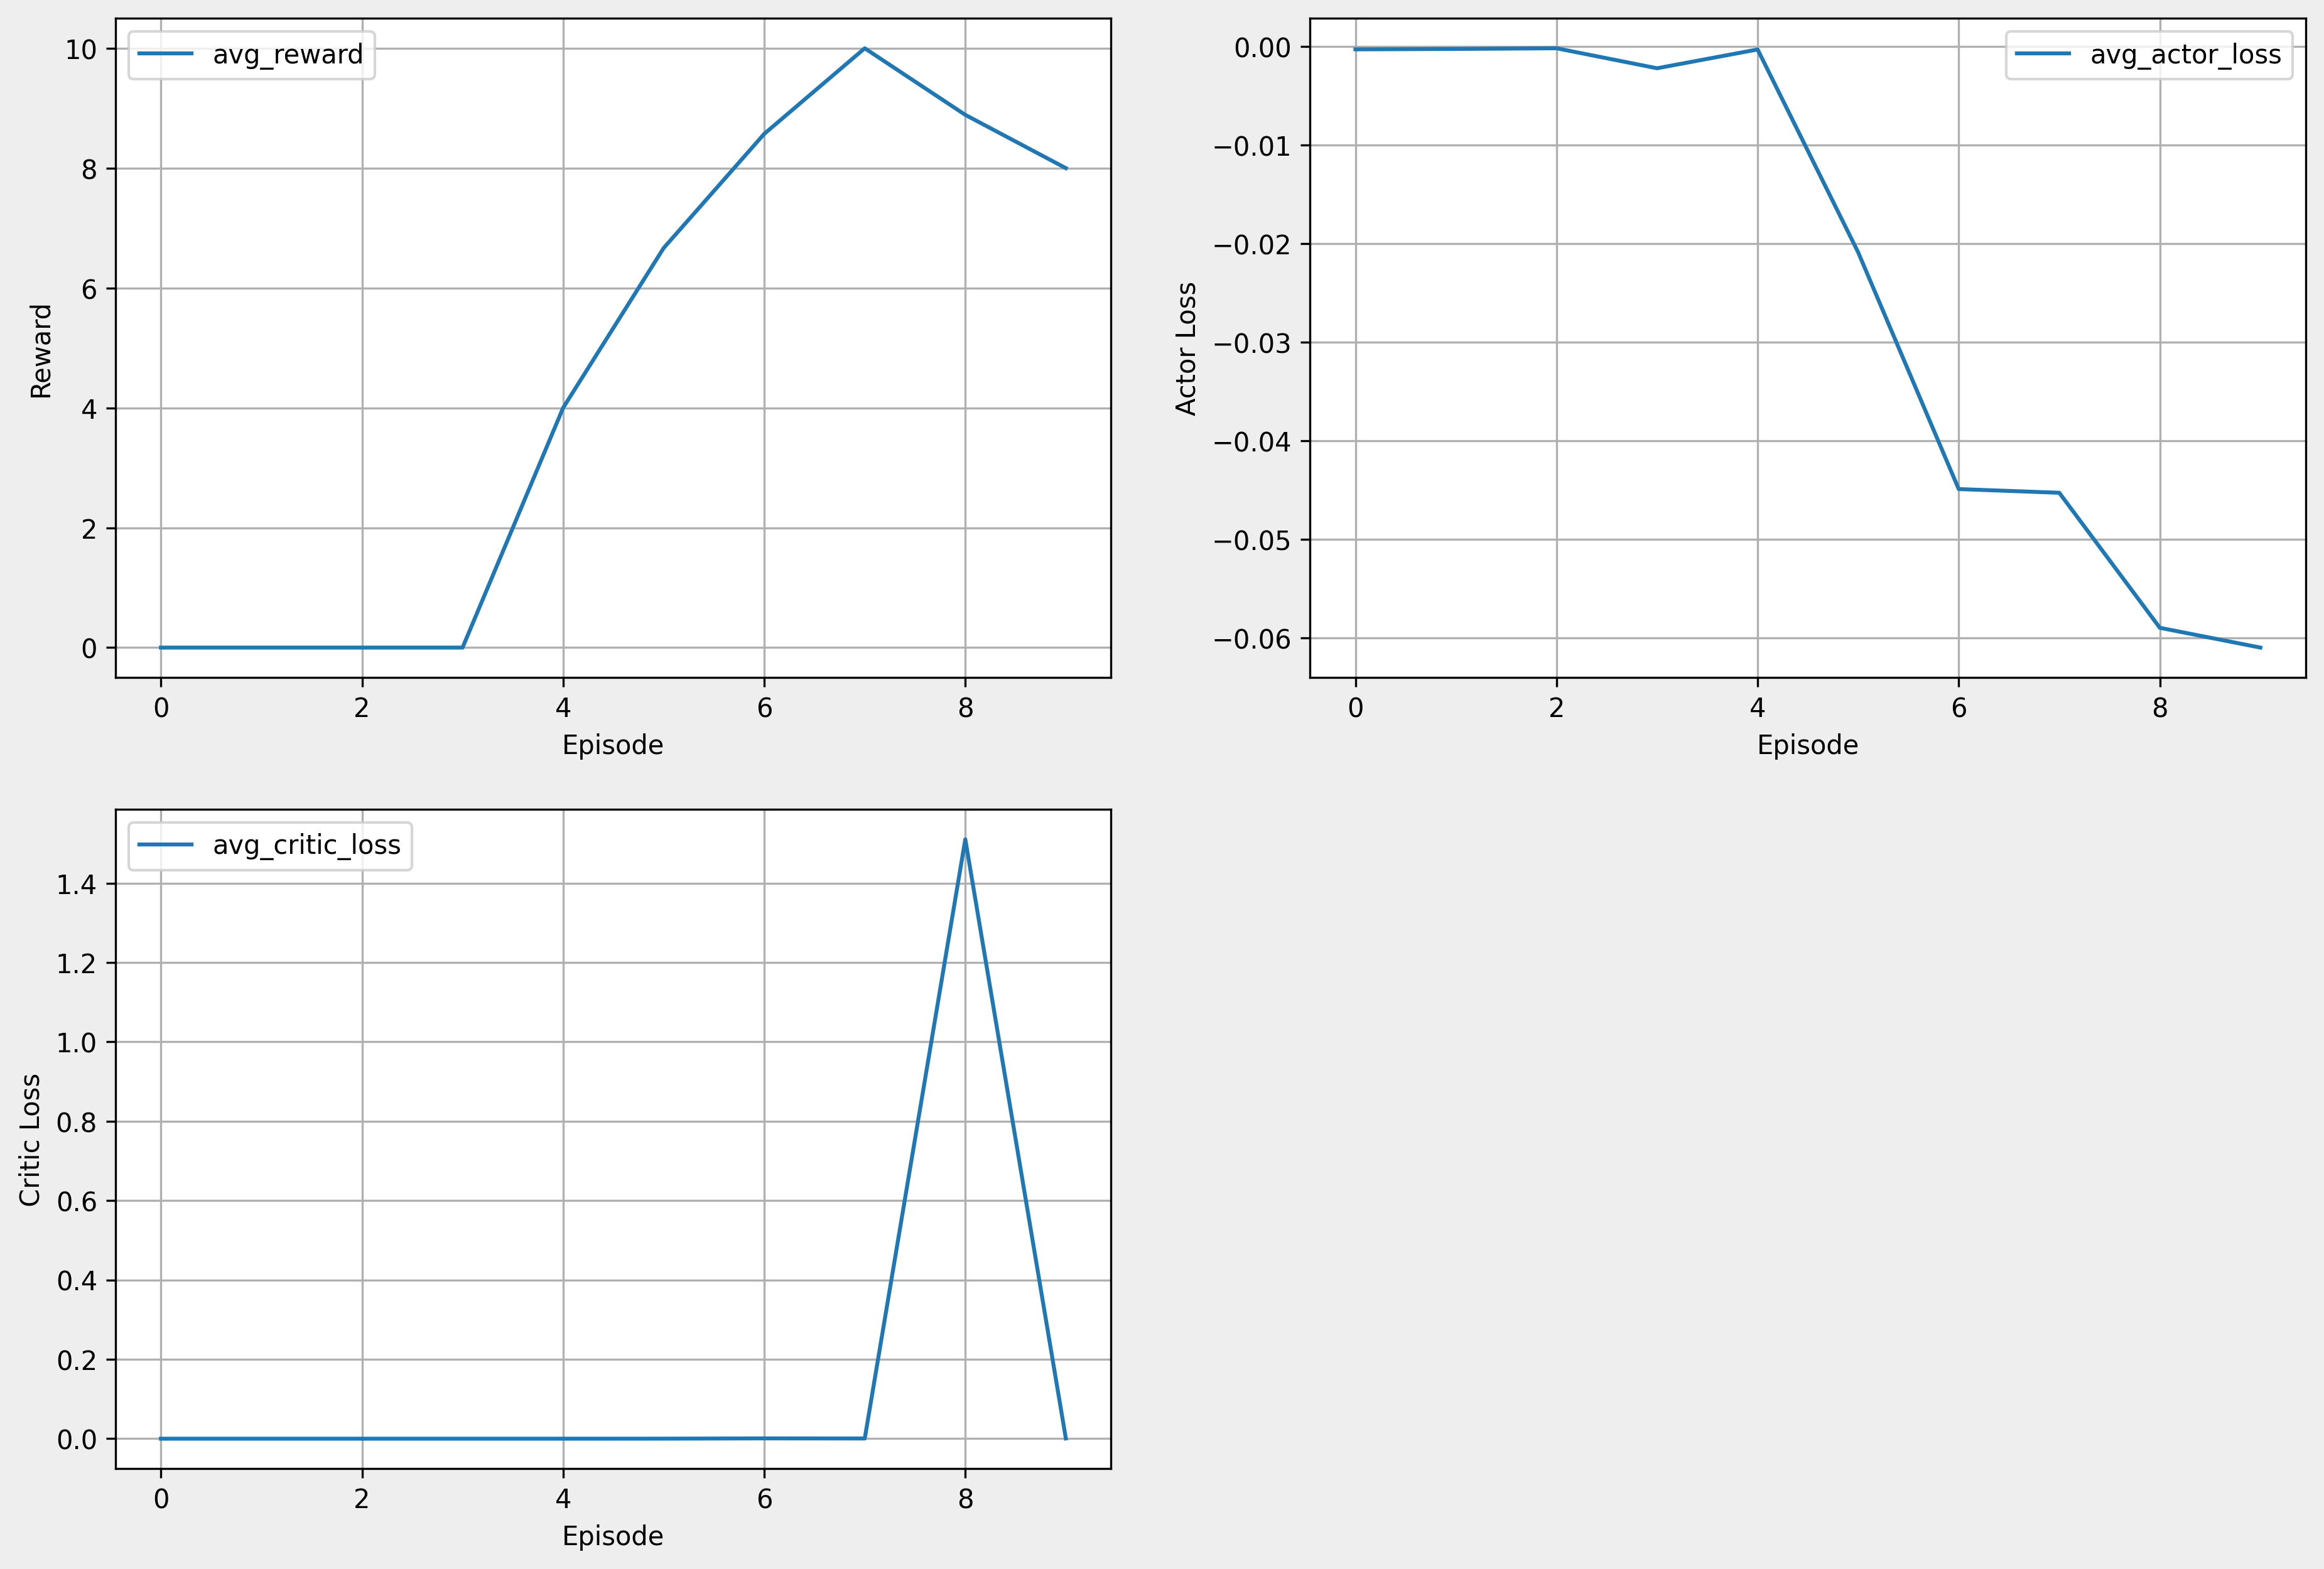 avg_reward
10
8
6
4
2
0
Reward
0 2 4 6 8
Episode
avg_actor_loss
0.00
−0.01
−0.02
−0.03
−0.04
−0.05
−0.06
Actor Loss
0 2 4 6 8
Episode
avg_critic_loss
1.4
1.2
1.0
0.8
0.6
0.4
0.2
0.0
Critic Loss
0 2 4 6 8
Episode